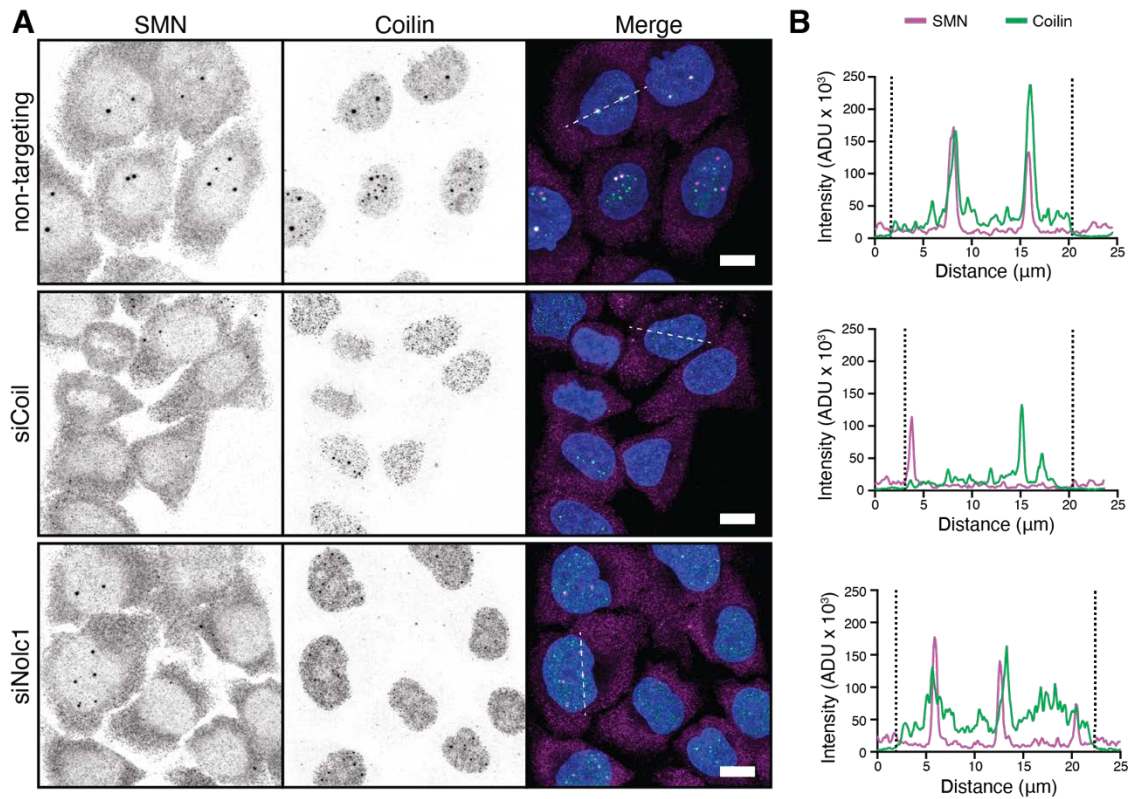 A
SMN
Coilin
Merge
non-targeting
siCoil
siNolc1
B
SMN
Coilin
Intensity (ADU x 10³)
250
200
150
100
50
0
0 5 10 15 20 25
Distance (µm)
Intensity (ADU x 10³)
250
200
150
100
50
0
0 5 10 15 20 25
Distance (µm)
Intensity (ADU x 10³)
250
200
150
100
50
0
0 5 10 15 20 25
Distance (µm)